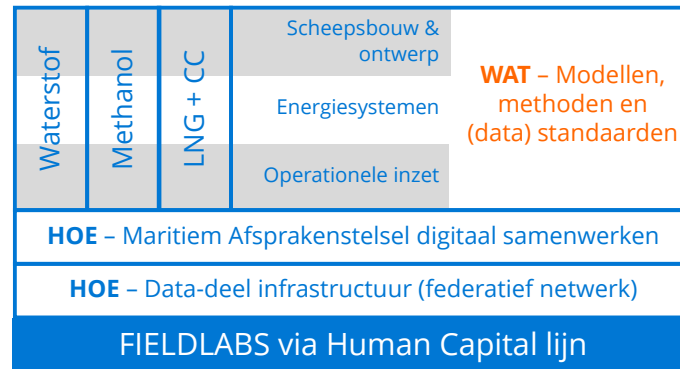 Waterstof
Methanol
LNG + CC
Scheepsbouw &
ontwerp
Energiesystemen
Operationele inzet
WAT – Modellen,
methoden en
(data) standaarden
HOE – Maritiem Afsprakenstelsel digitaal samenwerken
HOE – Data-deel infrastructuur (federatief netwerk)
FIELDLABS via Human Capital lijn